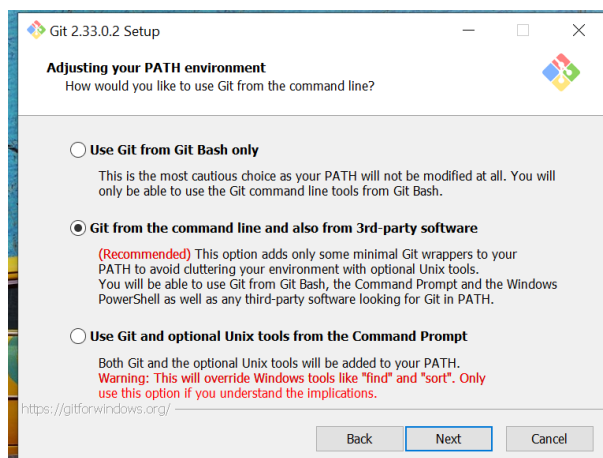 Git 2.33.0.2 Setup
Adjusting your PATH environment
How would you like to use Git from the command line?
Use Git from Git Bash only
This is the most cautious choice as your PATH will not be modified at all. You will
only be able to use the Git command line tools from Git Bash.
Git from the command line and also from 3rd-party software
(Recommended) This option adds only some minimal Git wrappers to your
PATH to avoid cluttering your environment with optional Unix tools.
You will be able to use Git from Git Bash, the Command Prompt and the Windows
PowerShell as well as any third-party software looking for Git in PATH.
Use Git and optional Unix tools from the Command Prompt
Both Git and the optional Unix tools will be added to your PATH.
Warning: This will override Windows tools like "find" and "sort". Only
use this option if you understand the implications.
https://gitforwindows.org/
Back Next Cancel